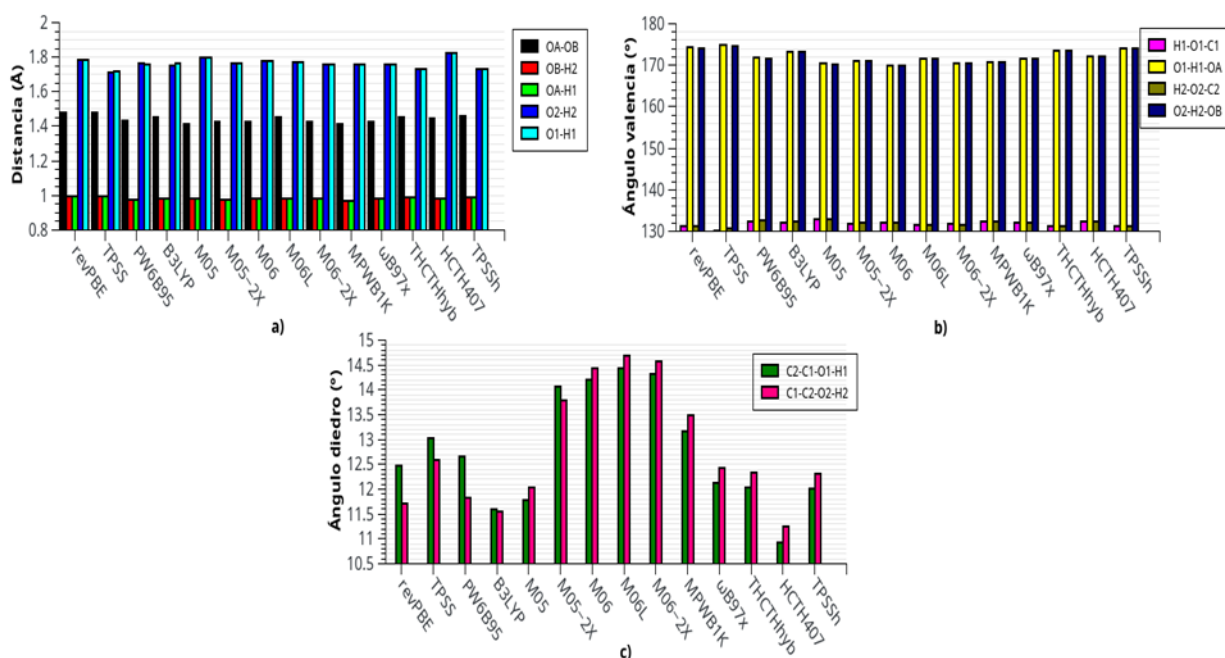 Distancia (Å)
2
1.8
1.6
1.4
1.2
1
0.8
revPBE
TPSS
PW6B95
B3LYP
M05
M05-2X
M06
M06L
M06-2X
MPWB1K
ωB97x
THCTHhyb
HCTH407
TPSSh
OA-OB
OB-H2
OA-H1
O2-H2
O1-H1
a)
Ángulo valencia (°)
180
170
160
150
140
130
revPBE
TPSS
PW6B95
B3LYP
M05
M05-2X
M06
M06L
M06-2X
MPWB1K
ωB97x
THCTHhyb
HCTH407
TPSSh
H1-O1-C1
O1-H1-OA
H2-O2-C2
O2-H2-OB
b)
Ángulo diedro (°)
15
14.5
14
13.5
13
12.5
12
11.5
11
10.5
revPBE
TPSS
PW6B95
B3LYP
M05
M05-2X
M06
M06L
M06-2X
MPWB1K
ωB97x
THCTHhyb
HCTH407
TPSSh
C2-C1-O1-H1
C1-C2-O2-H2
c)